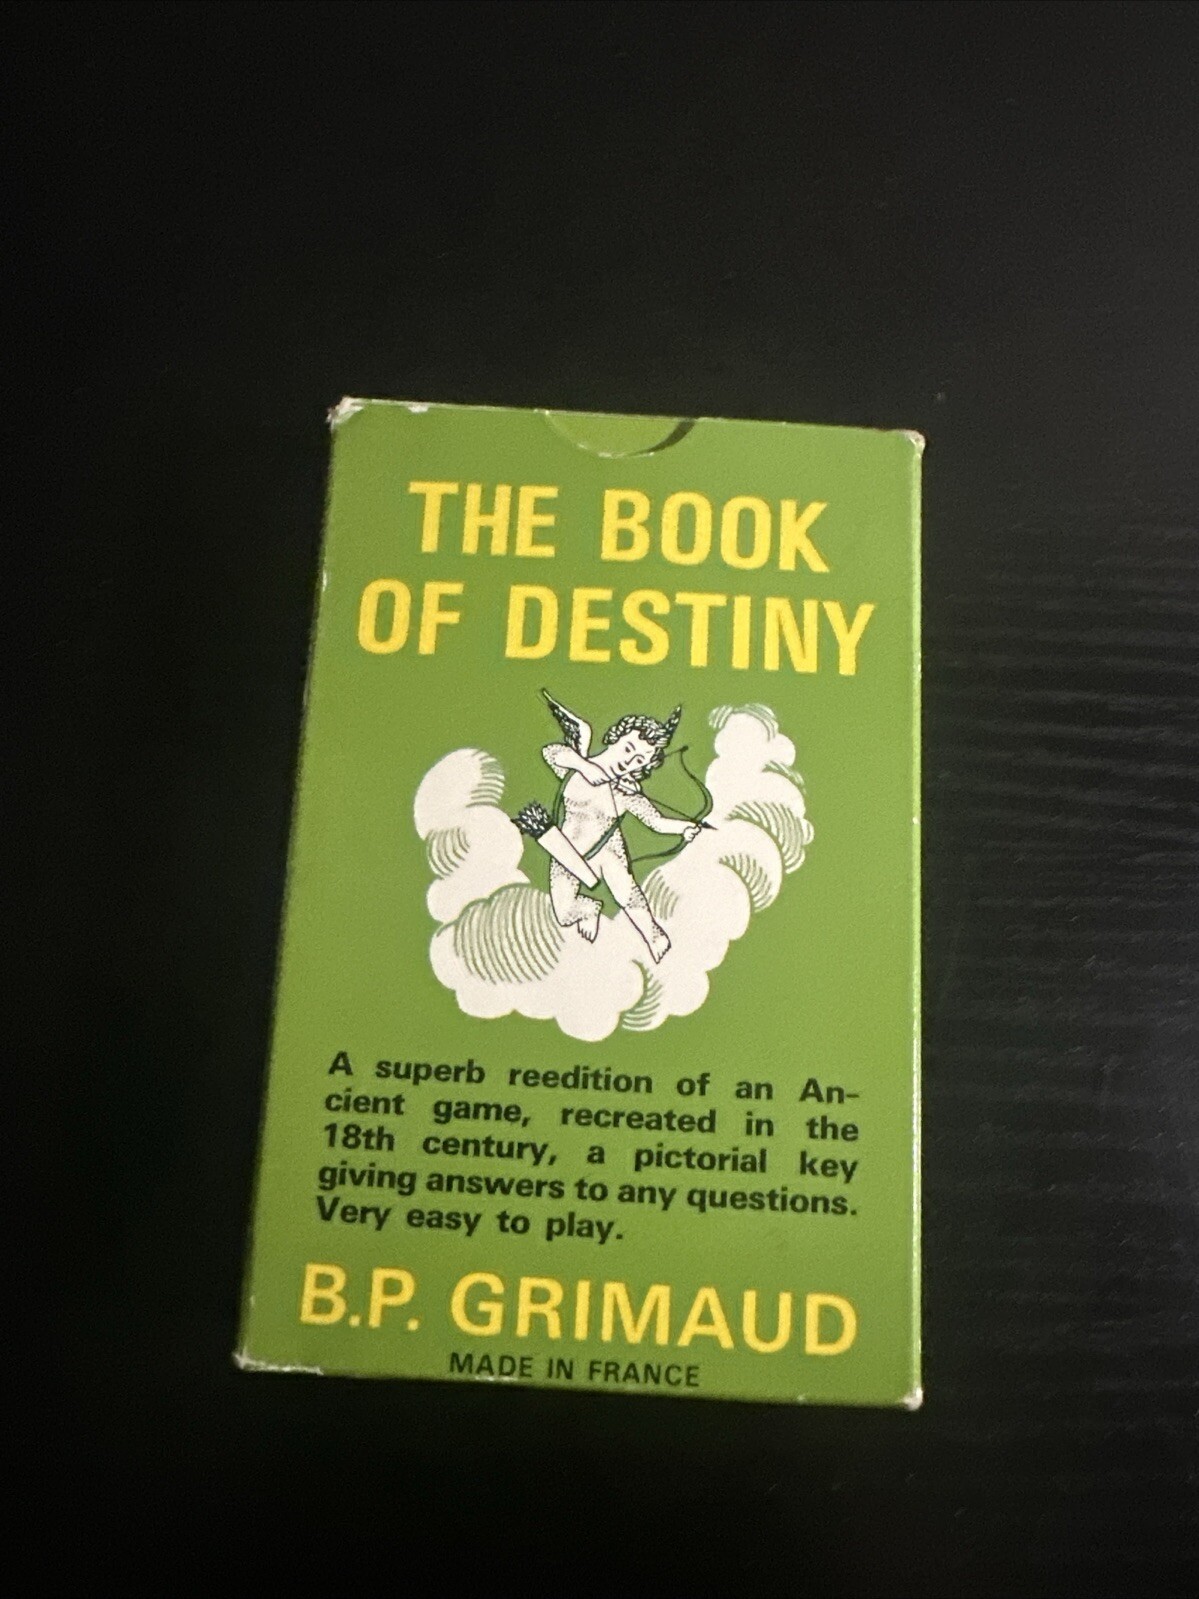 THE BOOK
OF DESTINY
A superb reedition of an An-
cient game, recreated in the
18th century, a pictorial key
giving answers to any questions.
Very easy to play.
B.P. GRIMAUD
MADE IN FRANCE